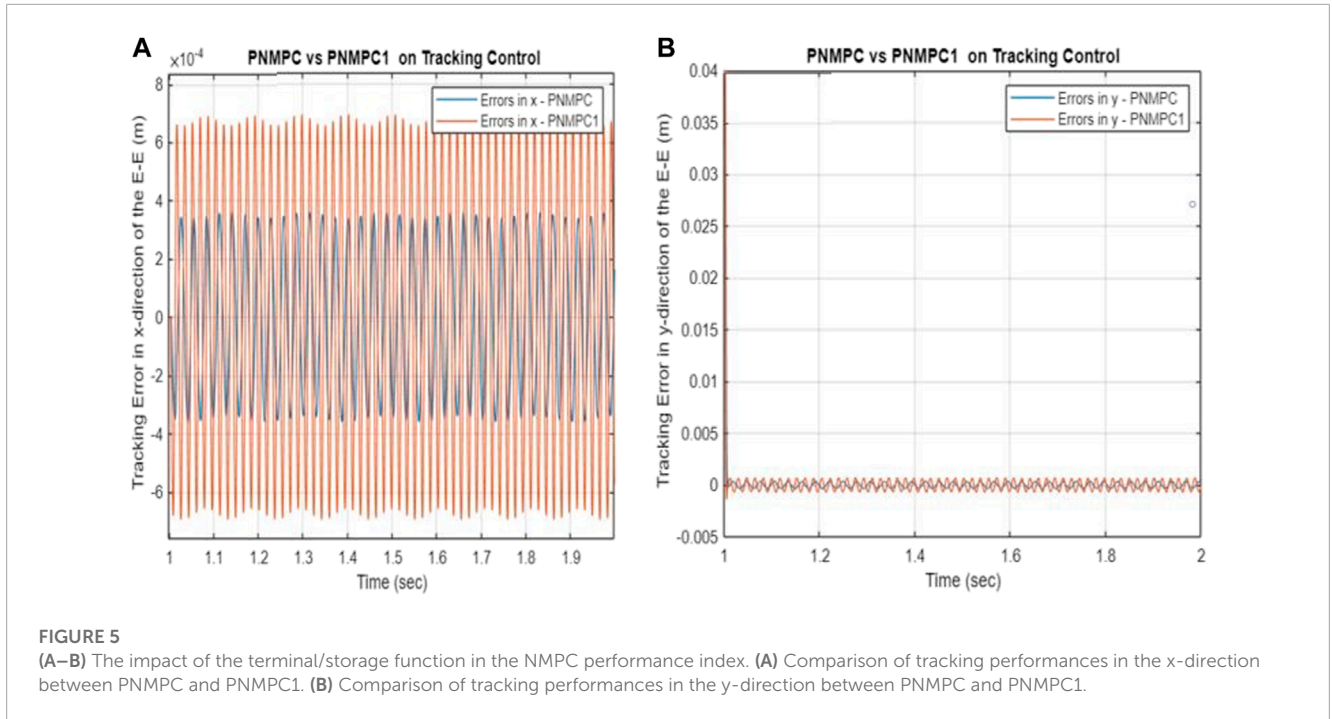 A
×10⁻⁴
PNMPC vs PNMPC1 on Tracking Control
Errors in x - PNMPC
Errors in x - PNMPC1
Tracking Error in x-direction of the E-E (m)
8
6
4
2
0
-2
-4
-6
1
1.1
1.2
1.3
1.4
1.5
1.6
1.7
1.8
1.9
Time (sec)
B
PNMPC vs PNMPC1 on Tracking Control
Errors in y - PNMPC
Errors in y - PNMPC1
Tracking Error in y-direction of the E-E (m)
0.04
0.035
0.03
0.025
0.02
0.015
0.01
0.005
0
-0.005
1
1.2
1.4
1.6
1.8
2
Time (sec)
FIGURE 5
(A–B) The impact of the terminal/storage function in the NMPC performance index. (A) Comparison of tracking performances in the x-direction
between PNMPC and PNMPC1. (B) Comparison of tracking performances in the y-direction between PNMPC and PNMPC1.